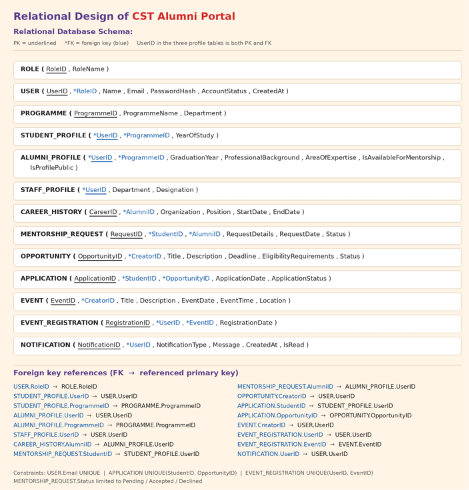 Relational Design of CST Alumni Portal
Relational Database Schema:
PK = underlined *FK = foreign key (blue) UserID in the three profile tables is both PK and FK
ROLE ( RoleID , RoleName )
USER ( UserID , *RoleID , Name , Email , PasswordHash , AccountStatus , CreatedAt )
PROGRAMME ( ProgrammeID , ProgrammeName , Department )
STUDENT_PROFILE ( *UserID , *ProgrammeID , YearOfStudy )
ALUMNI_PROFILE ( *UserID , *ProgrammeID , GraduationYear , ProfessionalBackground , AreaOfExpertise , IsAvailableForMentorship ,
IsProfilePublic )
STAFF_PROFILE ( *UserID , Department , Designation )
CAREER_HISTORY ( CareerID , *AlumniID , Organization , Position , StartDate , EndDate )
MENTORSHIP_REQUEST ( RequestID , *StudentID , *AlumniID , RequestDetails , RequestDate , Status )
OPPORTUNITY ( OpportunityID , *CreatorID , Title , Description , Deadline , EligibilityRequirements , Status )
APPLICATION ( ApplicationID , *StudentID , *OpportunityID , ApplicationDate , ApplicationStatus )
EVENT ( EventID , *CreatorID , Title , Description , EventDate , EventTime , Location )
EVENT_REGISTRATION ( RegistrationID , *UserID , *EventID , RegistrationDate )
NOTIFICATION ( NotificationID , *UserID , NotificationType , Message , CreatedAt , IsRead )
Foreign key references (FK → referenced primary key)
USER.RoleID → ROLE.RoleID
STUDENT_PROFILE.UserID → USER.UserID
STUDENT_PROFILE.ProgrammeID → PROGRAMME.ProgrammeID
ALUMNI_PROFILE.UserID → USER.UserID
ALUMNI_PROFILE.ProgrammeID → PROGRAMME.ProgrammeID
STAFF_PROFILE.UserID → USER.UserID
CAREER_HISTORY.AlumniID → ALUMNI_PROFILE.UserID
MENTORSHIP_REQUEST.StudentID → STUDENT_PROFILE.UserID
MENTORSHIP_REQUEST.AlumniID → ALUMNI_PROFILE.UserID
OPPORTUNITY.CreatorID → USER.UserID
APPLICATION.StudentID → STUDENT_PROFILE.UserID
APPLICATION.OpportunityID → OPPORTUNITY.OpportunityID
EVENT.CreatorID → USER.UserID
EVENT_REGISTRATION.UserID → USER.UserID
EVENT_REGISTRATION.EventID → EVENT.EventID
NOTIFICATION.UserID → USER.UserID
Constraints: USER.Email UNIQUE | APPLICATION UNIQUE(StudentID, OpportunityID) | EVENT_REGISTRATION UNIQUE(UserID, EventID)
MENTORSHIP_REQUEST.Status limited to Pending / Accepted / Declined